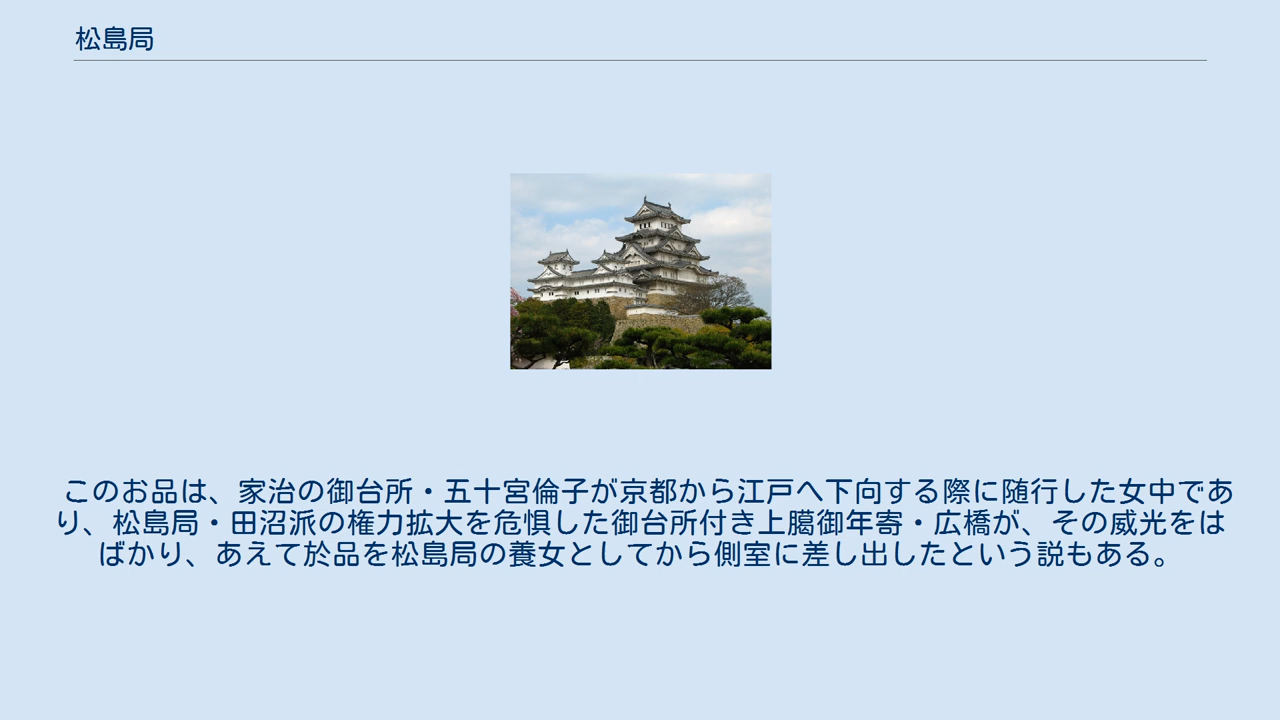 松島局
このお品は、家治の御台所・五十宮倫子が京都から江戸へ下向する際に随行した女中であ
り、松島局・田沼派の権力拡大を危惧した御台所付き上臈御年寄・広橋が、その威光をは
ばかり、あえて於品を松島局の養女としてから側室に差し出したという説もある。